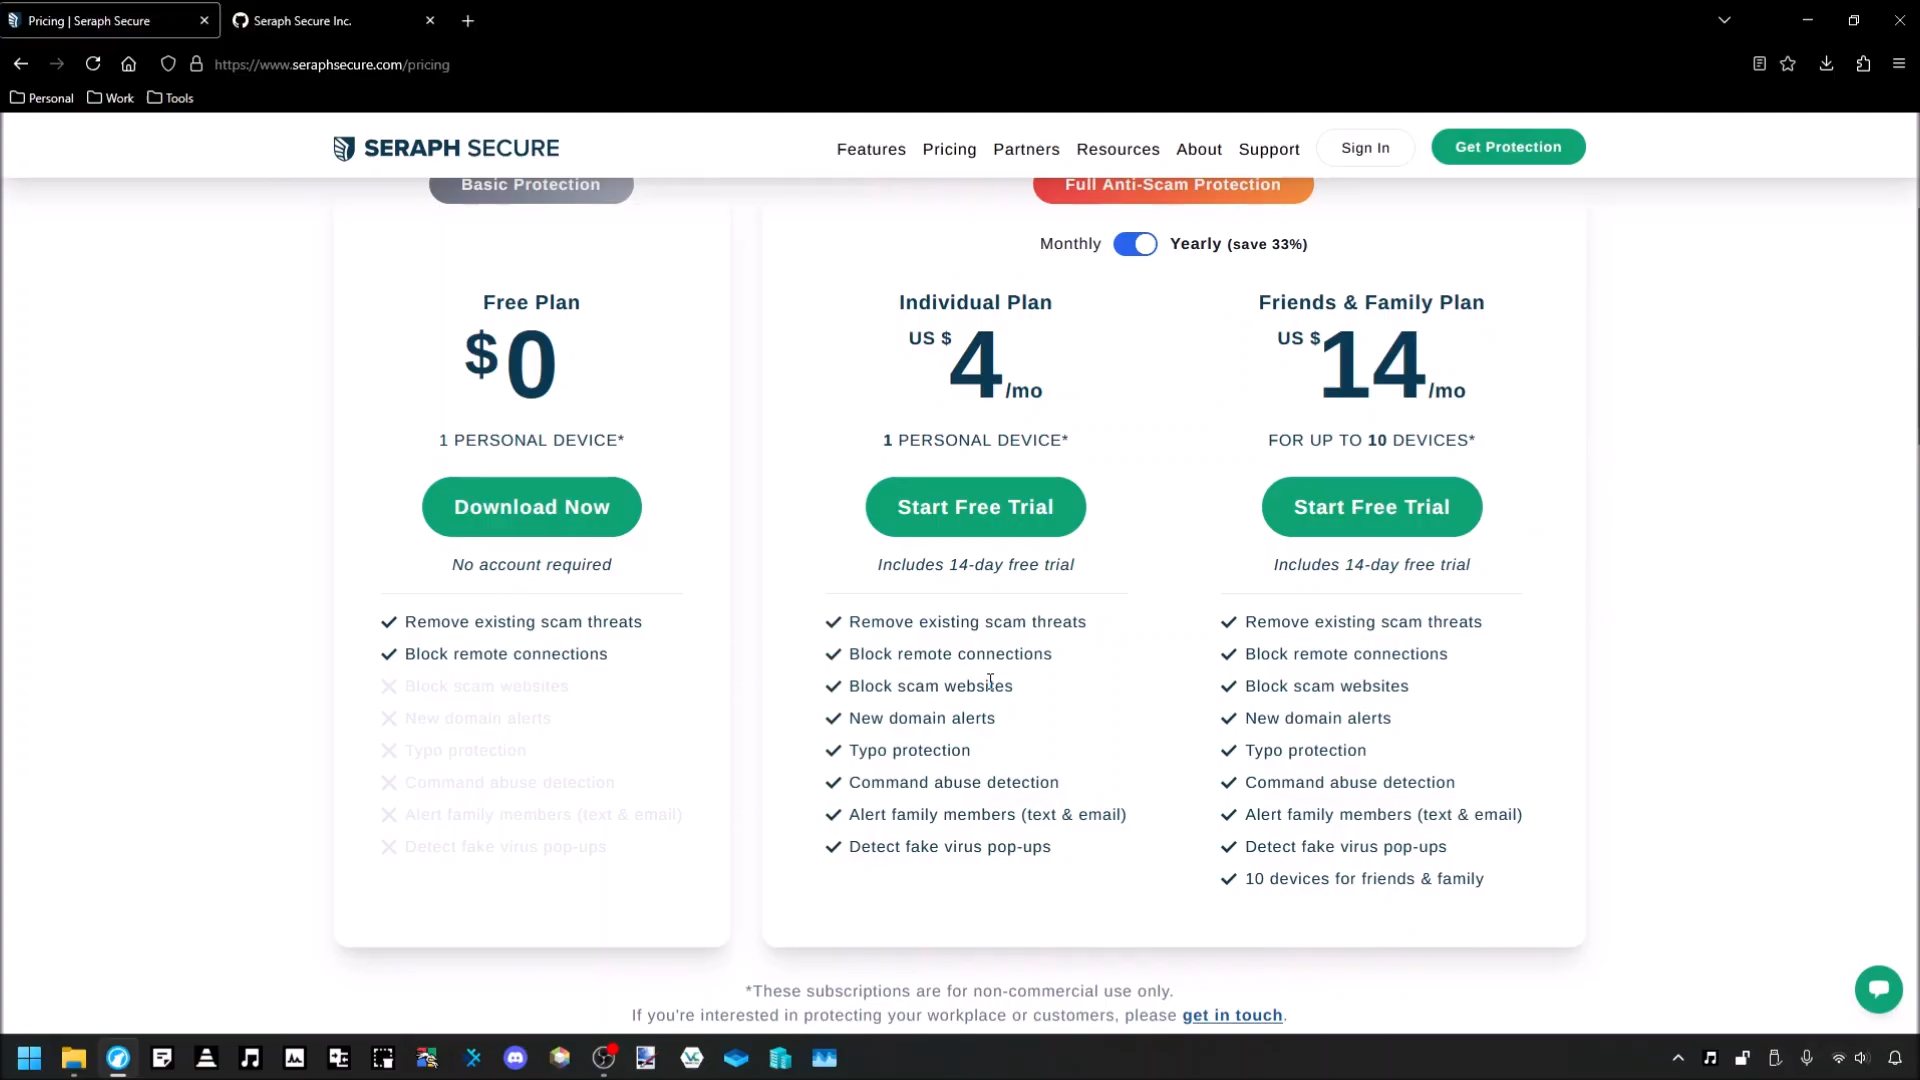 Pricing | Seraph Secure
Seraph Secure Inc.
https://www.seraphsecure.com/pricing
Personal
Work
Tools
SERAPH SECURE
Features
Pricing
Partners
Resources
About
Support
Sign In
Get Protection
Basic Protection
Full Anti-Scam Protection
Monthly
Yearly (save 33%)
Free Plan
$0
1 PERSONAL DEVICE*
Download Now
No account required
Remove existing scam threats
Block remote connections
Block scam websites
New domain alerts
Typo protection
Command abuse detection
Alert family members (text & email)
Detect fake virus pop-ups
Individual Plan
US $4/mo
1 PERSONAL DEVICE*
Start Free Trial
Includes 14-day free trial
Remove existing scam threats
Block remote connections
Block scam websites
New domain alerts
Typo protection
Command abuse detection
Alert family members (text & email)
Detect fake virus pop-ups
Friends & Family Plan
US $14/mo
FOR UP TO 10 DEVICES*
Start Free Trial
Includes 14-day free trial
Remove existing scam threats
Block remote connections
Block scam websites
New domain alerts
Typo protection
Command abuse detection
Alert family members (text & email)
Detect fake virus pop-ups
10 devices for friends & family
*These subscriptions are for non-commercial use only.
If you're interested in protecting your workplace or customers, please get in touch.